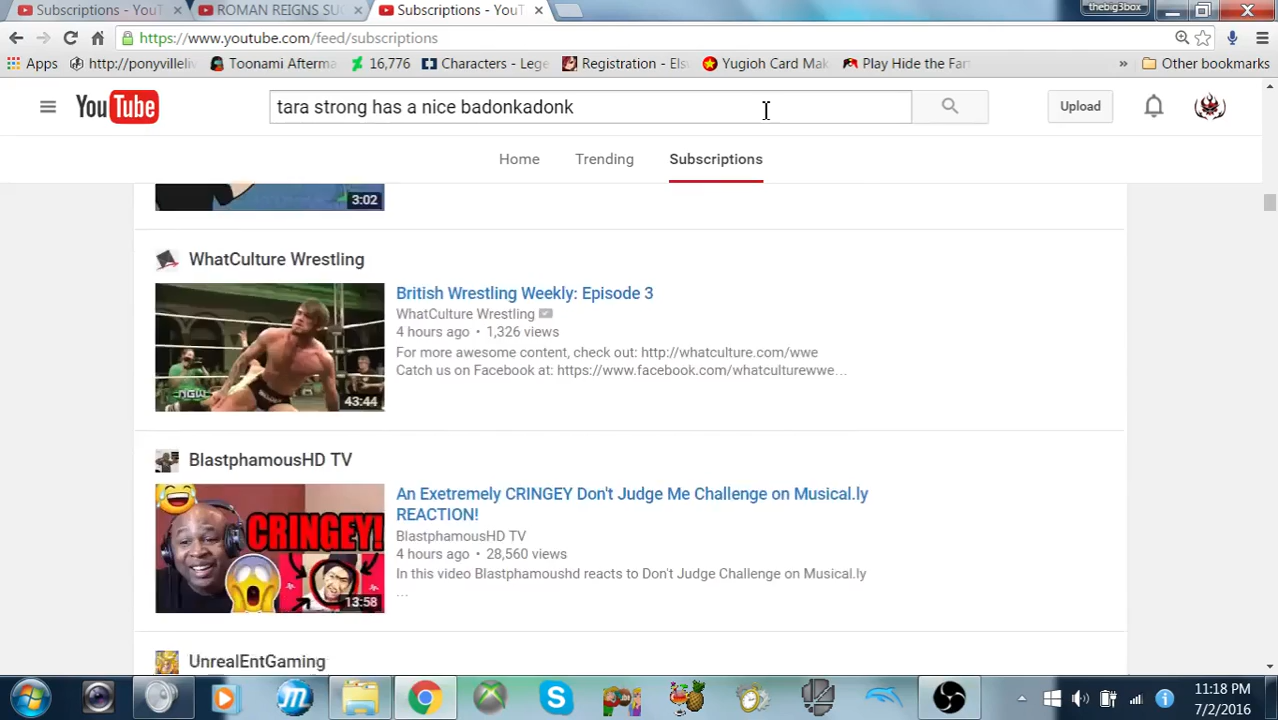 Subscriptions - YouT
ROMAN REIGNS SU
Subscriptions - YouT
thebig3box
https://www.youtube.com/feed/subscriptions
Apps
http://ponyvilleliv
Toonami Afterma
16,776
Characters - Lege
Registration - Els
Yugioh Card Mak
Play Hide the Far
»
Other bookmarks
YouTube
tara strong has a nice badonkadonk
Upload
Home
Trending
Subscriptions
3:02
WhatCulture Wrestling
British Wrestling Weekly: Episode 3
WhatCulture Wrestling
4 hours ago • 1,326 views
For more awesome content, check out: http://whatculture.com/wwe
Catch us on Facebook at: https://www.facebook.com/whatculturewwe...
NGW
43:44
BlastphamousHD TV
An Exetremely CRINGEY Don't Judge Me Challenge on Musical.ly
REACTION!
BlastphamousHD TV
4 hours ago • 28,560 views
In this video Blastphamoushd reacts to Don't Judge Challenge on Musical.ly
...
CRINGEY!
13:58
UnrealEntGaming
11:18 PM
7/2/2016